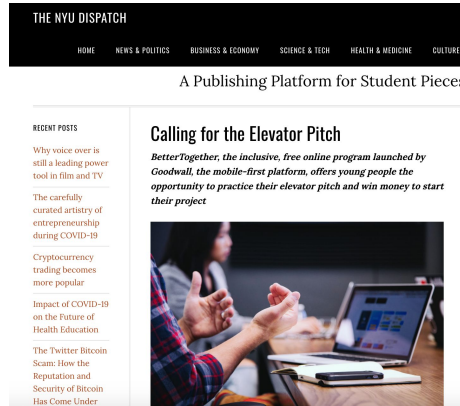 THE NYU DISPATCH
HOME NEWS & POLITICS BUSINESS & ECONOMY SCIENCE & TECH HEALTH & MEDICINE CULTURE
A Publishing Platform for Student Pieces
RECENT POSTS
Why voice over is
still a leading power
tool in film and TV
The carefully
curated artistry of
entrepreneurship
during COVID-19
Cryptocurrency
trading becomes
more popular
Impact of COVID-19
on the Future of
Health Education
The Twitter Bitcoin
Scam: How the
Reputation and
Security of Bitcoin
Has Come Under
Calling for the Elevator Pitch
BetterTogether, the inclusive, free online program launched by
Goodwall, the mobile-first platform, offers young people the
opportunity to practice their elevator pitch and win money to start
their project